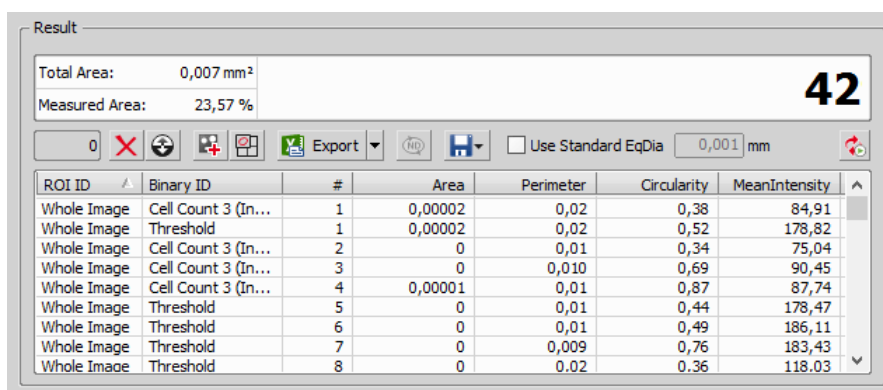 Result
Total Area: 0,007 mm²
42
Measured Area: 23,57 %
0 ND Export Use Standard EqDia 0,001 mm
ROI ID Binary ID # Area Perimeter Circularity MeanIntensity
Whole Image Cell Count 3 (In... 1 0,00002 0,02 0,38 84,91
Whole Image Threshold 1 0,00002 0,02 0,52 178,82
Whole Image Cell Count 3 (In... 2 0 0,01 0,34 75,04
Whole Image Cell Count 3 (In... 3 0 0,010 0,69 90,45
Whole Image Cell Count 3 (In... 4 0,00001 0,01 0,87 87,74
Whole Image Threshold 5 0 0,01 0,44 178,47
Whole Image Threshold 6 0 0,01 0,49 186,11
Whole Image Threshold 7 0 0,009 0,76 183,43
Whole Image Threshold 8 0 0.02 0.36 118.03